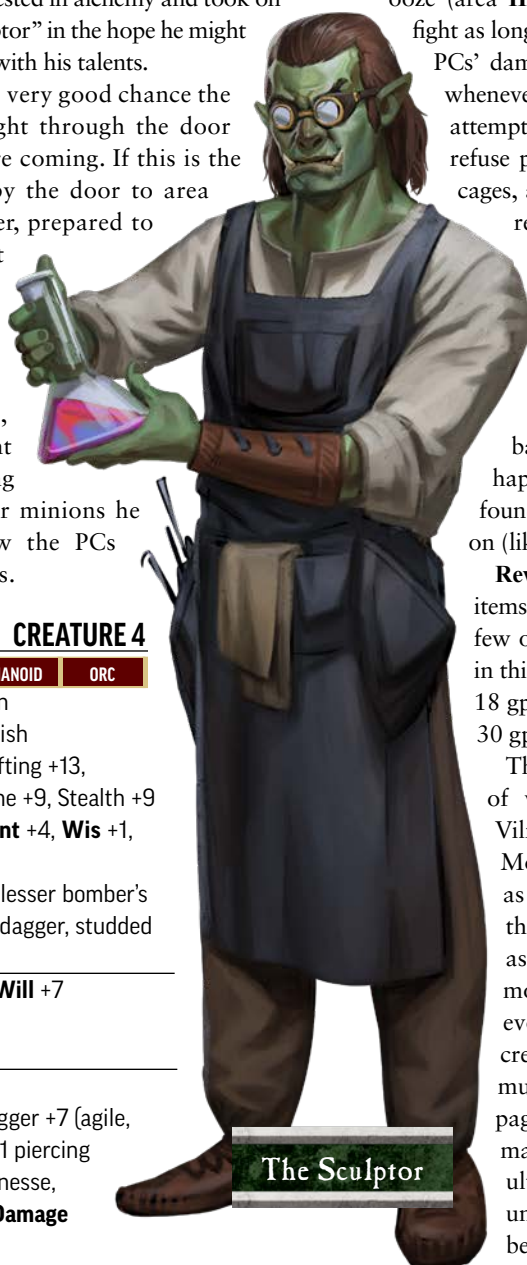 ested in alchemy and took on
ptor” in the hope he might
with his talents.
very good chance the
ght through the door
e coming. If this is the
by the door to area
er, prepared to
t
,
nt
ng
r minions he
w the PCs
s.
CREATURE 4
ANOID
ORC
n
ish
fting +13,
ne +9, Stealth +9
nt +4, Wis +1,
lesser bomber’s
dagger, studded
Will +7
gger +7 (agile,
1 piercing
nesse,
Damage
The Sculptor
ooze (area
fight as long
PCs’ dam
whenever
attempt
refuse p
cages, a
re
ba
hap
foun
on (lik
Rev
items
few o
in thi
18 gp
30 gp
Th
of v
Vil
Mo
as
th
as
mo
ev
cre
mu
pag
ma
ul
un
be